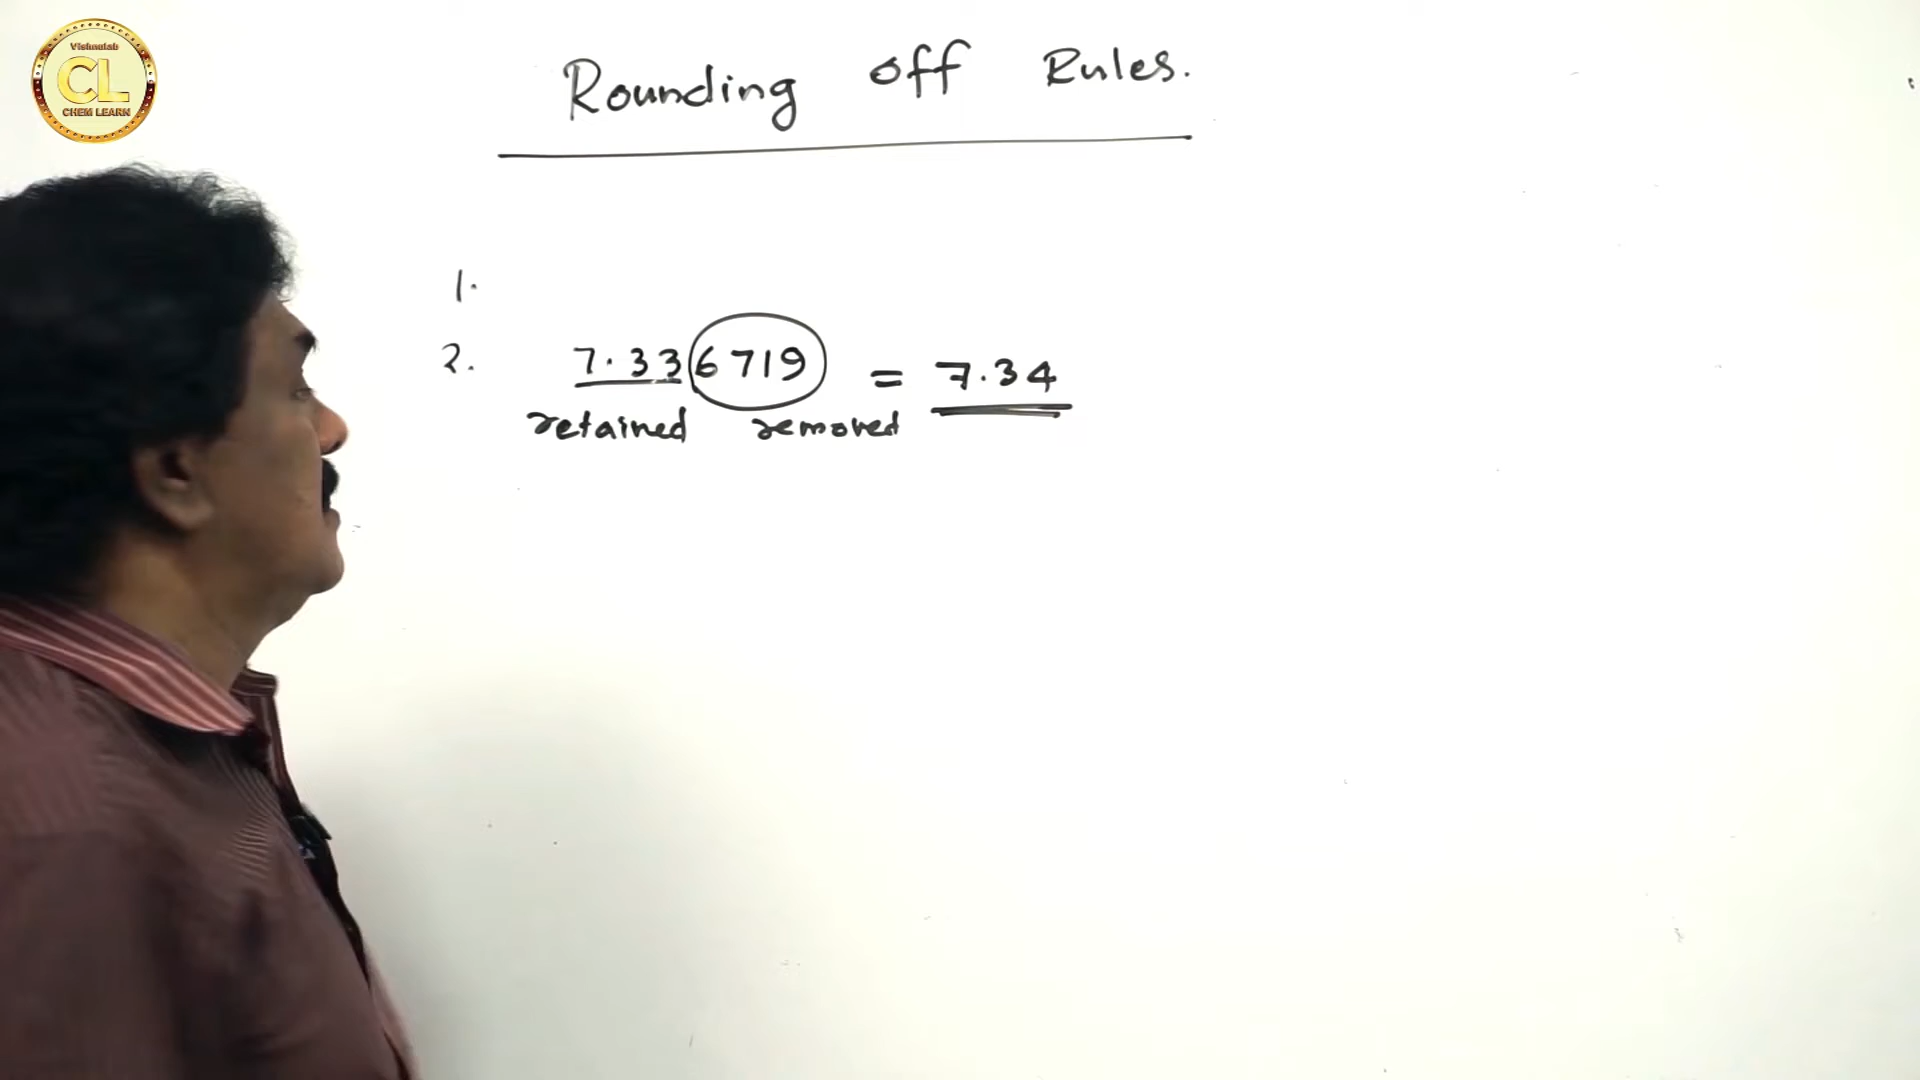 Vishnulab
CL
CHEM LEARN
Rounding off Rules.
1.
2. 7.336719 = 7.34
retained removed